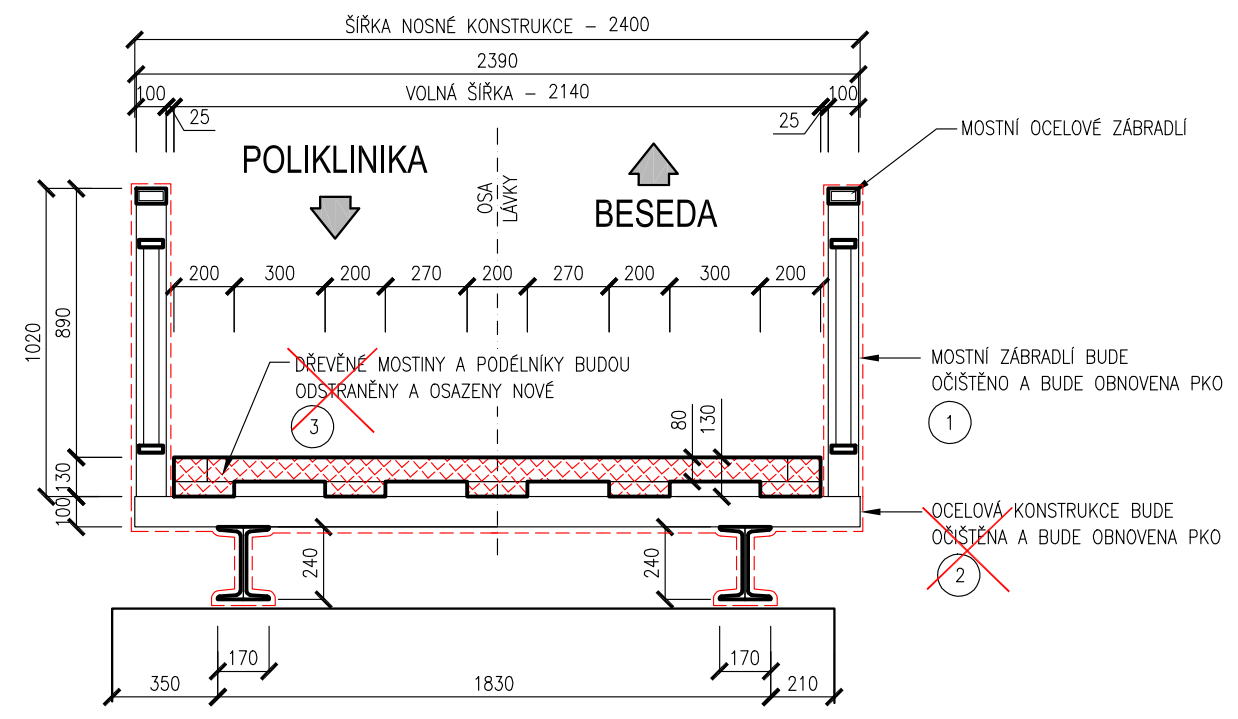 ŠÍŘKA NOSNÉ KONSTRUKCE – 2400
2390
100
VOLNÁ ŠÍŘKA – 2140
100
25
25
MOSTNÍ OCELOVÉ ZÁBRADLÍ
POLIKLINIKA
OSA
LÁVKY
BESEDA
200 300 200 270 200 270 200 300 200
1020
890
DŘEVĚNÉ MOSTINY A PODÉLNÍKY BUDOU
ODSTRANĚNY A OSAZENY NOVÉ
3
MOSTNÍ ZÁBRADLÍ BUDE
OČIŠTĚNO A BUDE OBNOVENA PKO
1
80
130
130
100
OCELOVÁ KONSTRUKCE BUDE
OČIŠTĚNA A BUDE OBNOVENA PKO
2
240
240
170
170
350
1830
210